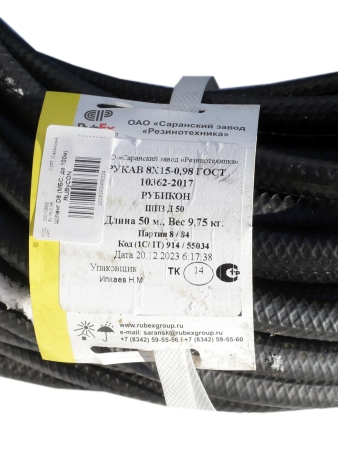 RubEx
ОАО «Саранский завод
«Резинотехника»
ОАО «Саранский завод «Резинотехника»
РУКАВ 8Х15-0,98 ГОСТ
10362-2017
РУБИКОН
ШПЗ Д 50
Длина 50 м., Вес 9,75 кг.
Партия 8 / 84
Код (1С/ IT) 914 / 55034
Дата 20.12.2023 6:17:38
Упаковщик
ТК 14
Ипкаев Н.М
www.rubexgroup.ru
e-mail: saransk@rubexgroup.ru
+7 (8342) 59-55-56 / +7 (8342) 59-55-60
RUBICON